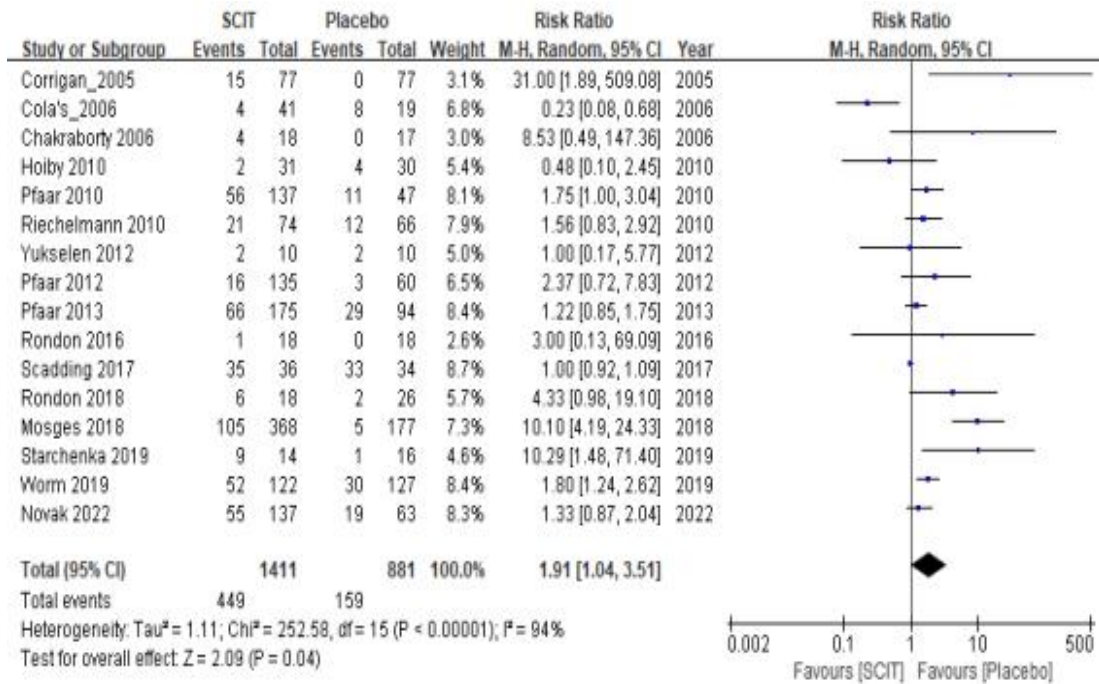 SCIT Placebo Risk Ratio Risk Ratio
Study or Subgroup Events Total Events Total Weight M-H, Random, 95% CI Year M-H, Random, 95% CI
Corrigan_2005 15 77 0 77 3.1% 31.00 [1.89, 509.08] 2005
Cola's_2006 4 41 8 19 6.8% 0.23 [0.08, 0.68] 2006
Chakraborty 2006 4 18 0 17 3.0% 8.53 [0.49, 147.36] 2006
Hoiby 2010 2 31 4 30 5.4% 0.48 [0.10, 2.45] 2010
Pfaar 2010 56 137 11 47 8.1% 1.75 [1.00, 3.04] 2010
Riechelmann 2010 21 74 12 66 7.9% 1.56 [0.83, 2.92] 2010
Yukselen 2012 2 10 2 10 5.0% 1.00 [0.17, 5.77] 2012
Pfaar 2012 16 135 3 60 6.5% 2.37 [0.72, 7.83] 2012
Pfaar 2013 66 175 29 94 8.4% 1.22 [0.85, 1.75] 2013
Rondon 2016 1 18 0 18 2.6% 3.00 [0.13, 69.09] 2016
Scadding 2017 35 36 33 34 8.7% 1.00 [0.92, 1.09] 2017
Rondon 2018 6 18 2 26 5.7% 4.33 [0.98, 19.10] 2018
Mosges 2018 105 368 5 177 7.3% 10.10 [4.19, 24.33] 2018
Starchenka 2019 9 14 1 16 4.6% 10.29 [1.48, 71.40] 2019
Worm 2019 52 122 30 127 8.4% 1.80 [1.24, 2.62] 2019
Novak 2022 55 137 19 63 8.3% 1.33 [0.87, 2.04] 2022
Total (95% CI) 1411 881 100.0% 1.91 [1.04, 3.51]
Total events 449 159
Heterogeneity: Tau² = 1.11; Chi² = 252.58, df = 15 (P < 0.00001); I² = 94%
Test for overall effect: Z = 2.09 (P = 0.04)
0.002 0.1 1 10 500
Favours [SCIT] Favours [Placebo]